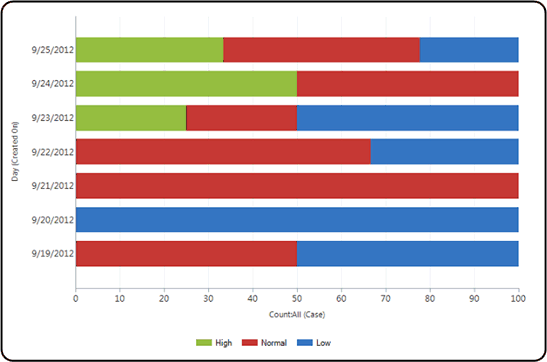 9/25/2012
9/24/2012
9/23/2012
9/22/2012
9/21/2012
9/20/2012
9/19/2012
Day (Created On)
0 10 20 30 40 50 60 70 80 90 100
Count:All (Case)
High Normal Low